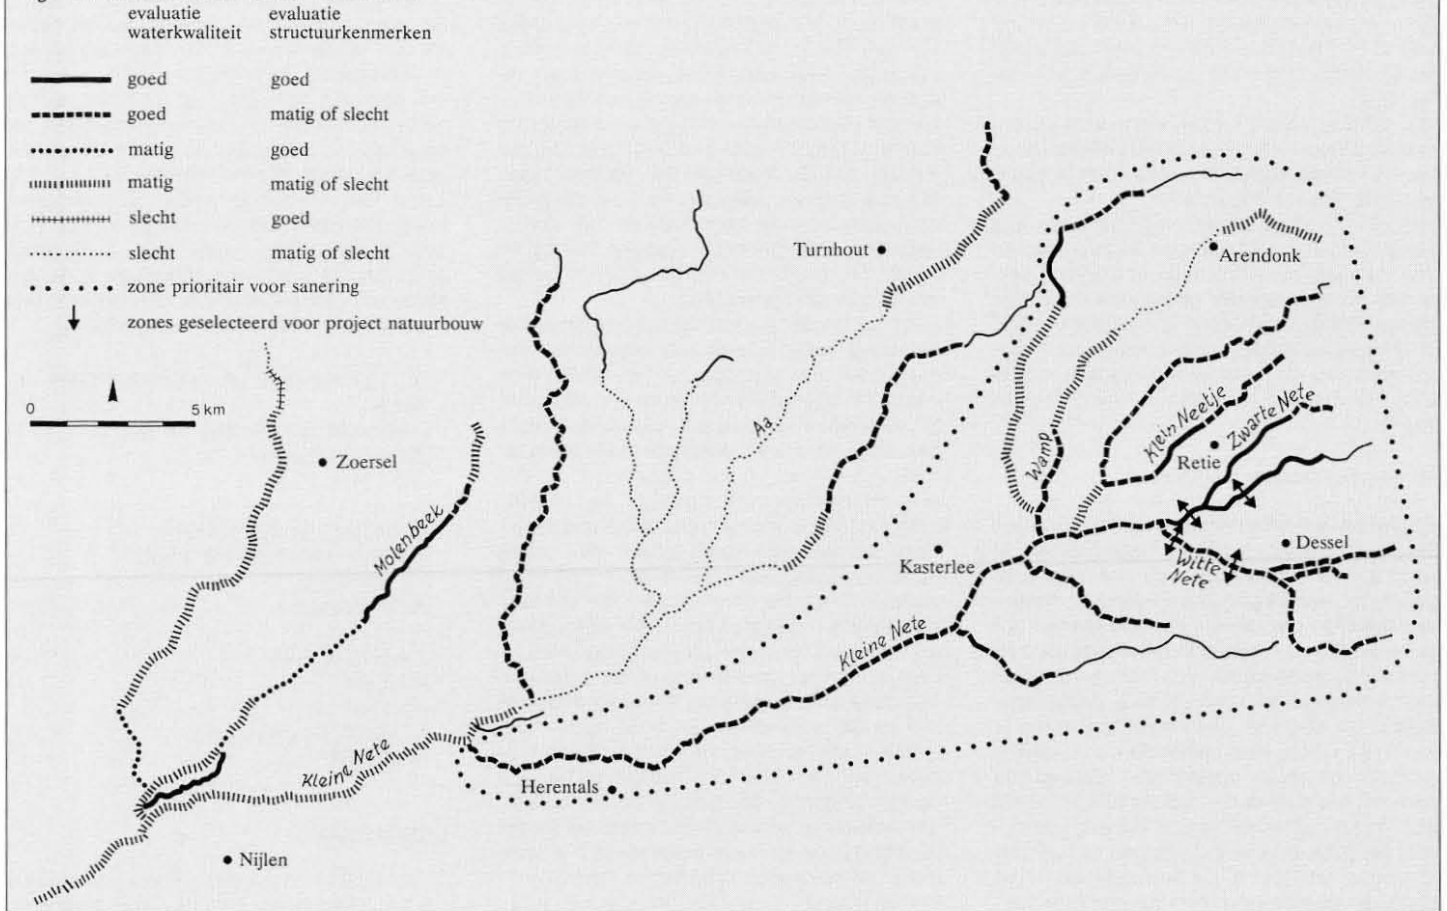 evaluatie evaluatie
waterkwaliteit structuurkenmerken
goed goed
goed matig of slecht
matig goed
matig matig of slecht
slecht goed
slecht matig of slecht
zone prioritair voor sanering
zones geselecteerd voor project natuurbouw
0 5 km
Turnhout
Arendonk
Zoersel
Molenbeek
Aa
Wamp
Klein Neetje
Zwarte Nete
Retie
Dessel
Witte
Nete
Kasterlee
Kleine Nete
Kleine Nete
Herentals
Nijlen